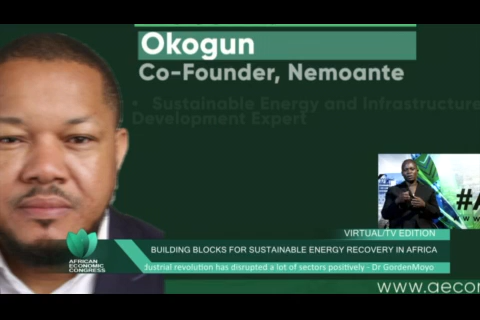 Okogun
Co-Founder, Nemoante
• Sustainable Energy and Infrastructure
Development Expert
VIRTUAL/TV EDITION
BUILDING BLOCKS FOR SUSTAINABLE ENERGY RECOVERY IN AFRICA
AFRICAN
ECONOMIC
CONGRESS
dustrial revolution has disrupted a lot of sectors positively - Dr GordenMoyo
www.aecon